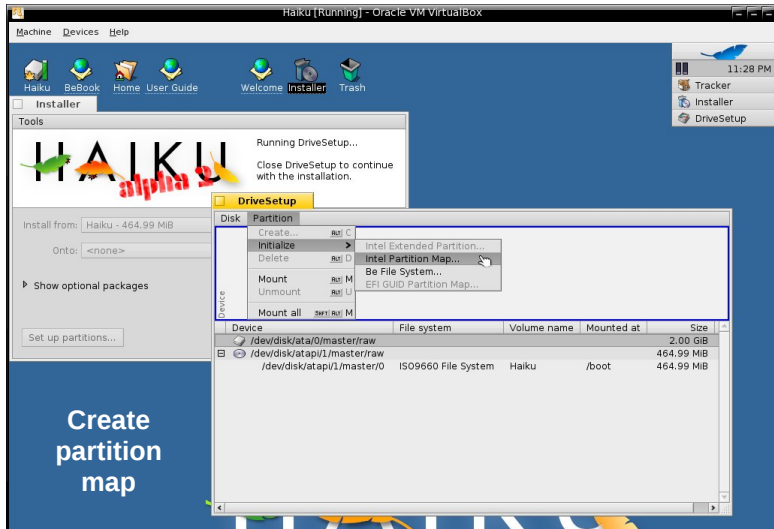 Haiku [Running] - Oracle VM VirtualBox
Machine Devices Help
Haiku BeBook Home User Guide Welcome Installer Trash
11:28 PM
Tracker
Installer
DriveSetup
Installer
Tools
HAIKU
alpha 2
Running DriveSetup...
Close DriveSetup to continue
with the installation.
Install from: Haiku - 464.99 MiB
Onto: <none>
Show optional packages
Set up partitions...
DriveSetup
Disk Partition
Create... ALT C
Initialize
Delete ALT D
Mount ALT M
Unmount ALT U
Mount all SHIFT ALT M
Intel Extended Partition...
Intel Partition Map...
Be File System...
EFI GUID Partition Map...
Device
Device File system Volume name Mounted at Size
/dev/disk/ata/0/master/raw 2.00 GiB
/dev/disk/atapi/1/master/raw 464.99 MiB
/dev/disk/atapi/1/master/0 ISO9660 File System Haiku /boot 464.99 MiB
Create
partition
map